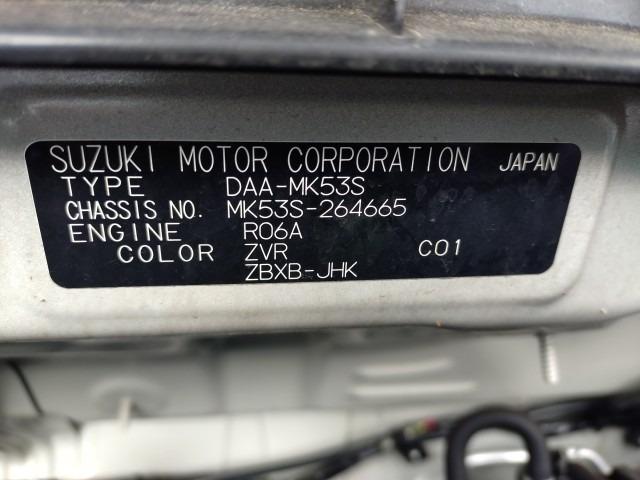 SUZUKI MOTOR CORPORATION JAPAN
TYPE DAA-MK53S
CHASSIS NO. MK53S-264665
ENGINE R06A
COLOR ZVR C01
ZBXB-JHK